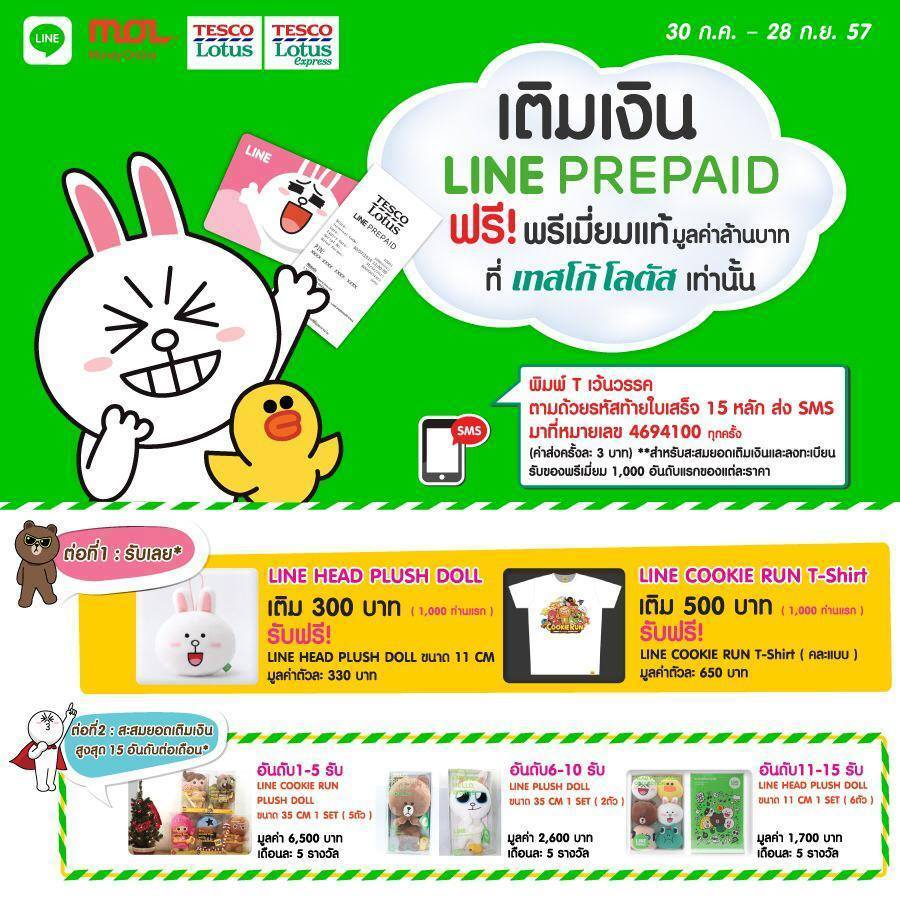 LINE
mol
MoneyOnline
TESCO
Lotus
TESCO
Lotus
express
30 ก.ค. - 28 ก.ย. 57
เติมเงิน
LINE PREPAID
ฟรี! พรีเมี่ยมแท้ มูลค่าล้านบาท
ที่ เทสโก้ โลตัส เท่านั้น
LINE
TESCO
Lotus
LINE PREPAID
พิมพ์ T เว้นวรรค
ตามด้วยรหัสท้ายใบเสร็จ 15 หลัก ส่ง SMS
มาที่หมายเลข 4694100 ทุกครั้ง
(ค่าส่งครั้งละ 3 บาท) **สำหรับสะสมยอดเติมเงินและลงทะเบียน
รับของพรีเมี่ยม 1,000 อันดับแรกของแต่ละราคา
SMS
ต่อที่1 : รับเลย*
LINE HEAD PLUSH DOLL
เติม 300 บาท ( 1,000 ท่านแรก )
รับฟรี!
LINE HEAD PLUSH DOLL ขนาด 11 CM
มูลค่าตัวละ 330 บาท
COOKIERUN
LINE COOKIE RUN T-Shirt
เติม 500 บาท ( 1,000 ท่านแรก )
รับฟรี!
LINE COOKIE RUN T-Shirt ( คละแบบ )
มูลค่าตัวละ 650 บาท
ต่อที่2 : สะสมยอดเติมเงิน
สูงสุด 15 อันดับต่อเดือน*
อันดับ1-5 รับ
LINE COOKIE RUN
PLUSH DOLL
ขนาด 35 CM 1 SET ( 5ตัว )
มูลค่า 6,500 บาท
เดือนละ 5 รางวัล
อันดับ6-10 รับ
LINE PLUSH DOLL
ขนาด 35 CM 1 SET ( 2ตัว )
มูลค่า 2,600 บาท
เดือนละ 5 รางวัล
อันดับ11-15 รับ
LINE HEAD PLUSH DOLL
ขนาด 11 CM 1 SET ( 6ตัว )
มูลค่า 1,700 บาท
เดือนละ 5 รางวัล